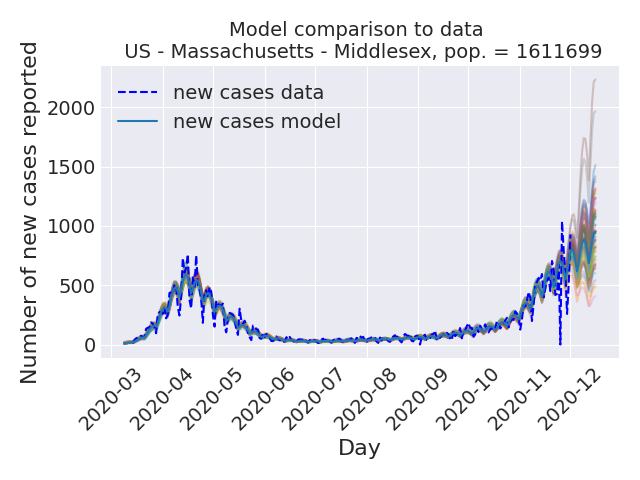 Model comparison to data
US - Massachusetts - Middlesex, pop. = 1611699
Number of new cases reported
2000
1500
1000
500
0
new cases data
new cases model
2020-03
2020-04
2020-05
2020-06
2020-07
2020-08
2020-09
2020-10
2020-11
2020-12
Day